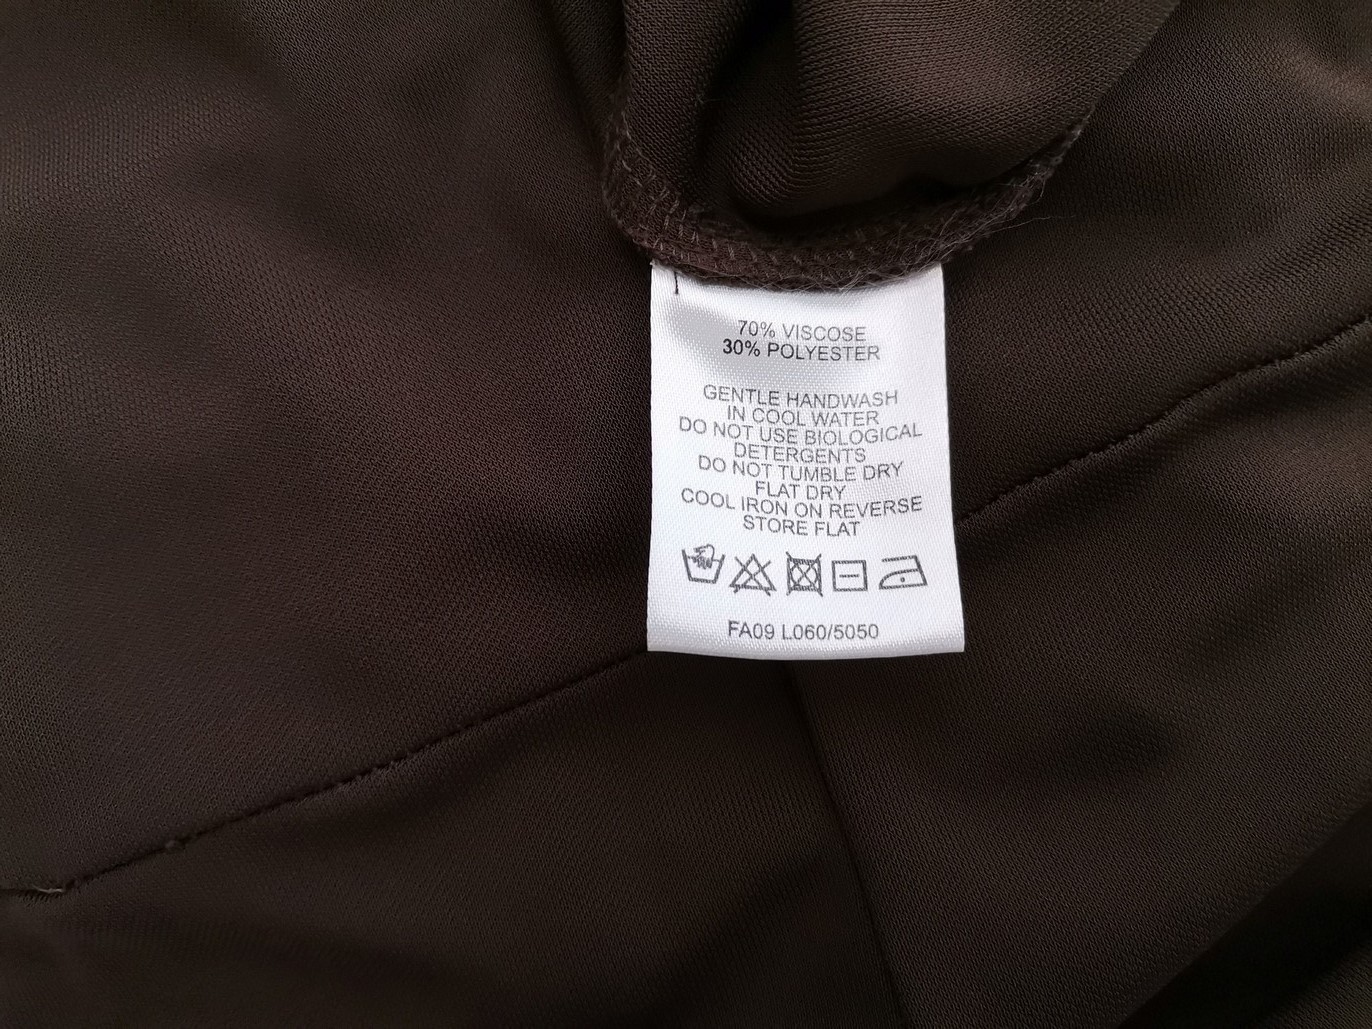 70% VISCOSE
30% POLYESTER
GENTLE HANDWASH
IN COOL WATER
DO NOT USE BIOLOGICAL
DETERGENTS
DO NOT TUMBLE DRY
FLAT DRY
COOL IRON ON REVERSE
STORE FLAT
FA09 L060/5050